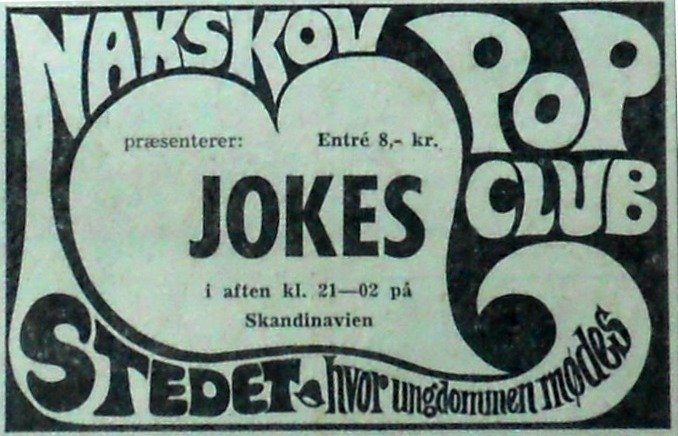 NAKSKOV POP CLUB
præsenterer: Entré 8,- kr.
JOKES
i aften kl. 21—02 på
Skandinavien
STEDET - hvor ungdommen mødes